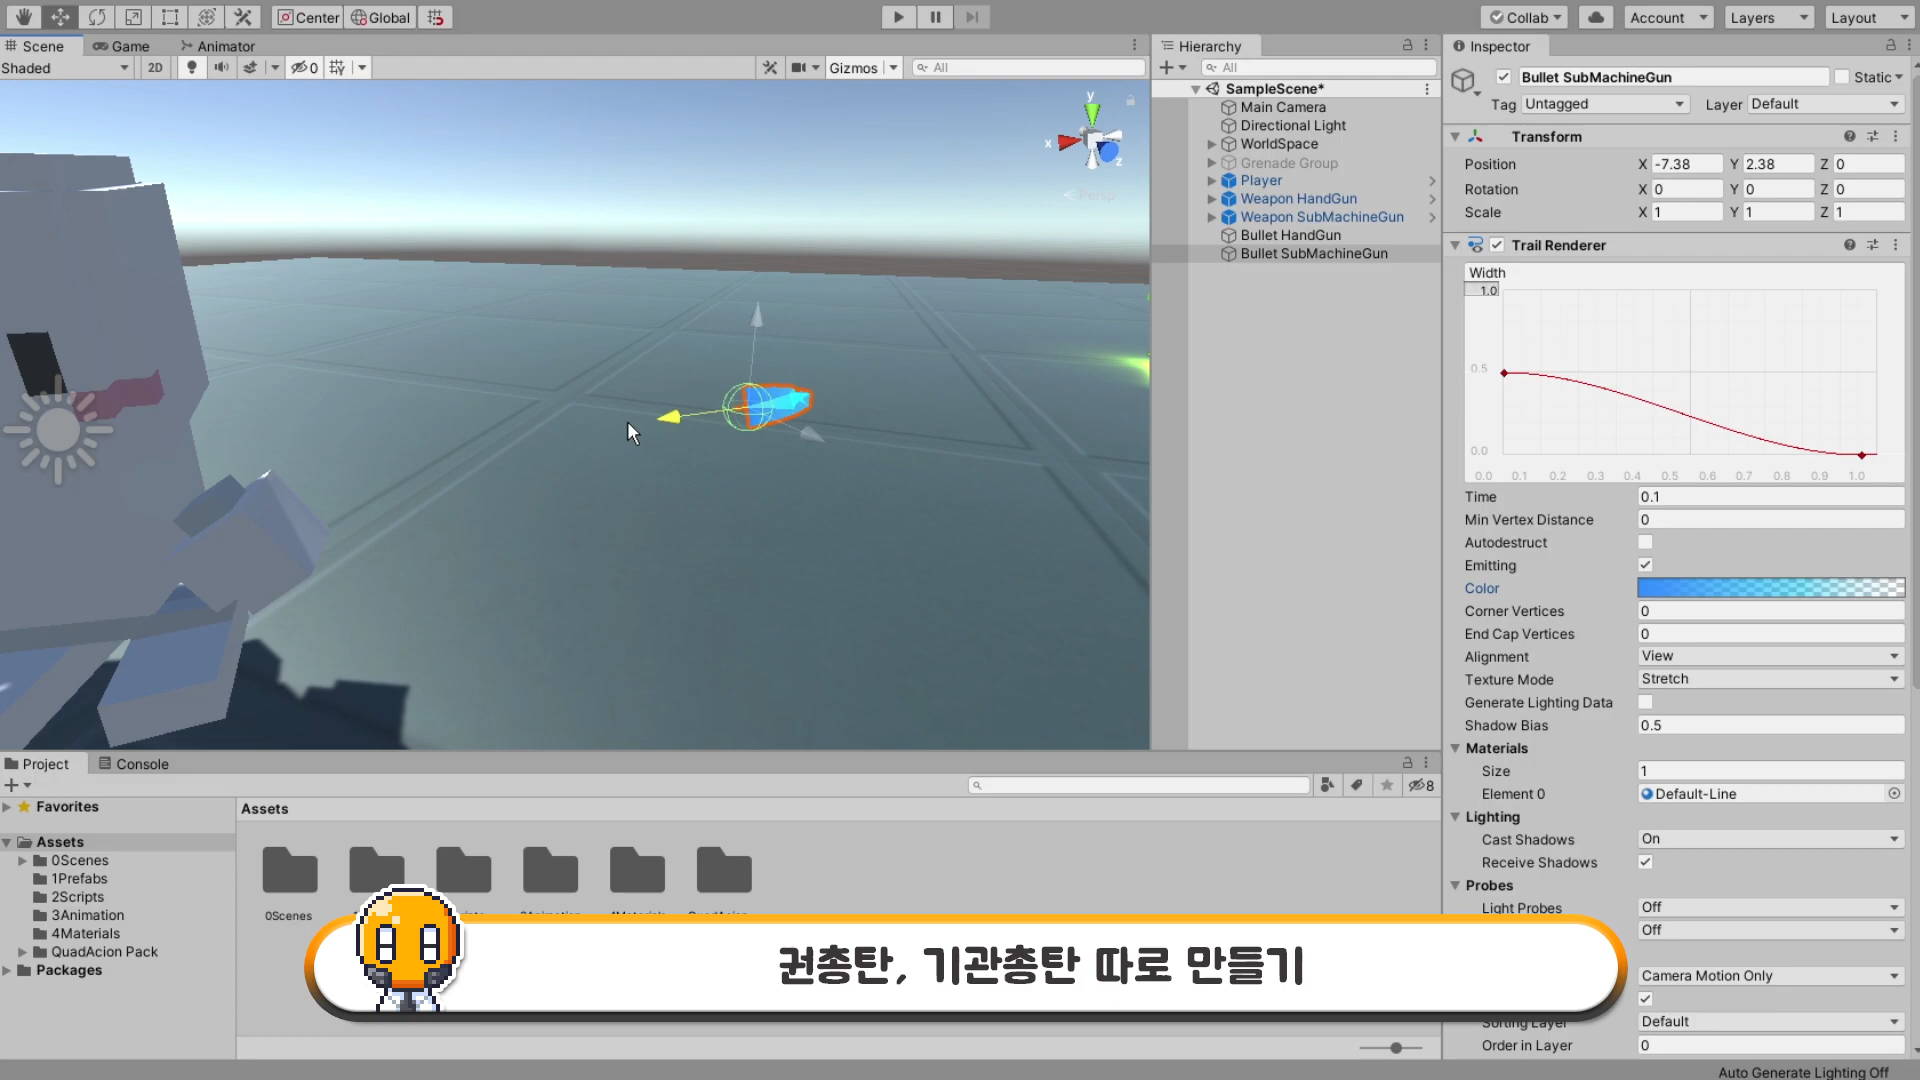 Center
Global
Collab
Account
Layers
Layout
Scene
Game
Animator
Shaded
2D
0
Gizmos
All
y
x
z
Persp
Hierarchy
All
SampleScene*
Main Camera
Directional Light
WorldSpace
Grenade Group
Player
Weapon HandGun
Weapon SubMachineGun
Bullet HandGun
Bullet SubMachineGun
Inspector
Bullet SubMachineGun
Static
Tag Untagged
Layer Default
Transform
Position X -7.38 Y 2.38 Z 0
Rotation X 0 Y 0 Z 0
Scale X 1 Y 1 Z 1
Trail Renderer
Width
1.0
0.5
0.0
0.0 0.1 0.2 0.3 0.4 0.5 0.6 0.7 0.8 0.9 1.0
Time 0.1
Min Vertex Distance 0
Autodestruct
Emitting
Color
Corner Vertices 0
End Cap Vertices 0
Alignment View
Texture Mode Stretch
Generate Lighting Data
Shadow Bias 0.5
Materials
Size 1
Element 0 Default-Line
Lighting
Cast Shadows On
Receive Shadows
Probes
Light Probes Off
Off
Camera Motion Only
Sorting Layer Default
Order in Layer 0
Auto Generate Lighting Off
Project
Console
8
Favorites
Assets
0Scenes
1Prefabs
2Scripts
3Animation
4Materials
QuadAcion Pack
Packages
Assets
0Scenes
권총탄, 기관총탄 따로 만들기